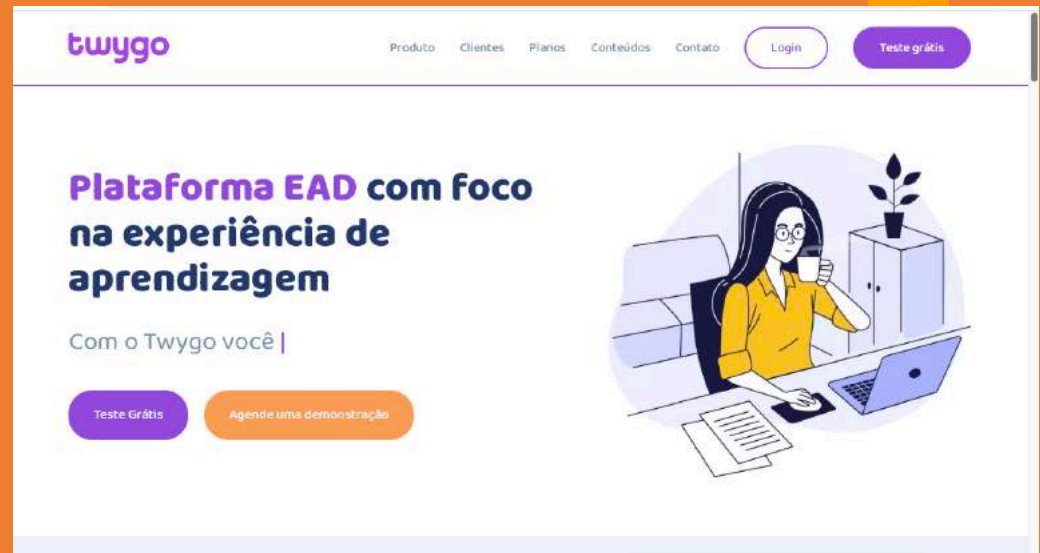 twygo
Produto Clientes Planos Conteúdos Contato Login Teste grátis
Plataforma EAD com foco
na experiência de
aprendizagem
Com o Twygo você |
Teste Grátis Agende uma demonstração